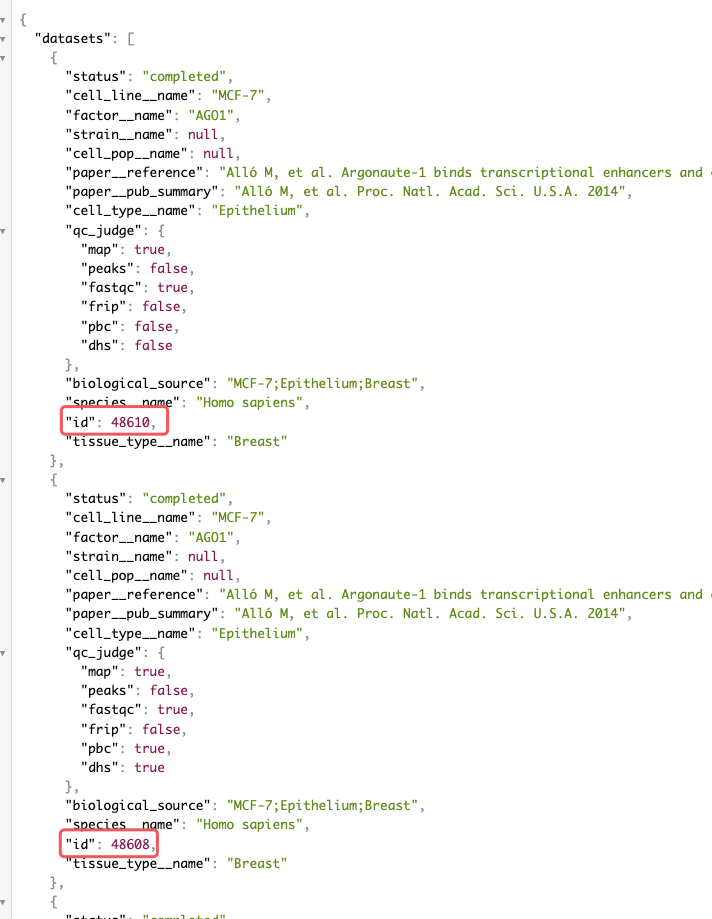 {
"datasets": [
{
"status": "completed",
"cell_line__name": "MCF-7",
"factor__name": "AGO1",
"strain__name": null,
"cell_pop__name": null,
"paper__reference": "Alló M, et al. Argonaute-1 binds transcriptional enhancers and
"paper__pub_summary": "Alló M, et al. Proc. Natl. Acad. Sci. U.S.A. 2014",
"cell_type__name": "Epithelium",
"qc_judge": {
"map": true,
"peaks": false,
"fastqc": true,
"frip": false,
"pbc": false,
"dhs": false
},
"biological_source": "MCF-7;Epithelium;Breast",
"species__name": "Homo sapiens",
"id": 48610,
"tissue_type__name": "Breast"
},
{
"status": "completed",
"cell_line__name": "MCF-7",
"factor__name": "AGO1",
"strain__name": null,
"cell_pop__name": null,
"paper__reference": "Alló M, et al. Argonaute-1 binds transcriptional enhancers and
"paper__pub_summary": "Alló M, et al. Proc. Natl. Acad. Sci. U.S.A. 2014",
"cell_type__name": "Epithelium",
"qc_judge": {
"map": true,
"peaks": false,
"fastqc": true,
"frip": false,
"pbc": true,
"dhs": true
},
"biological_source": "MCF-7;Epithelium;Breast",
"species__name": "Homo sapiens",
"id": 48608,
"tissue_type__name": "Breast"
},
{